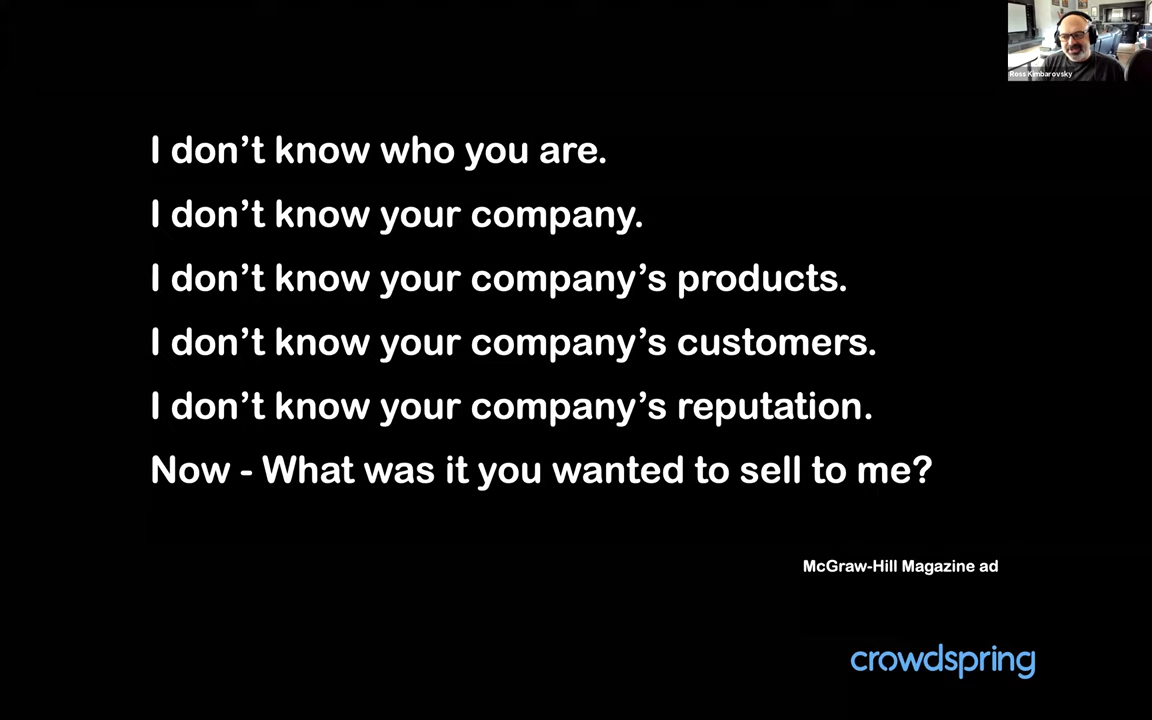 Ross Kimbarovsky
I don’t know who you are.
I don’t know your company.
I don’t know your company’s products.
I don’t know your company’s customers.
I don’t know your company’s reputation.
Now - What was it you wanted to sell to me?
McGraw-Hill Magazine ad
crowdspring